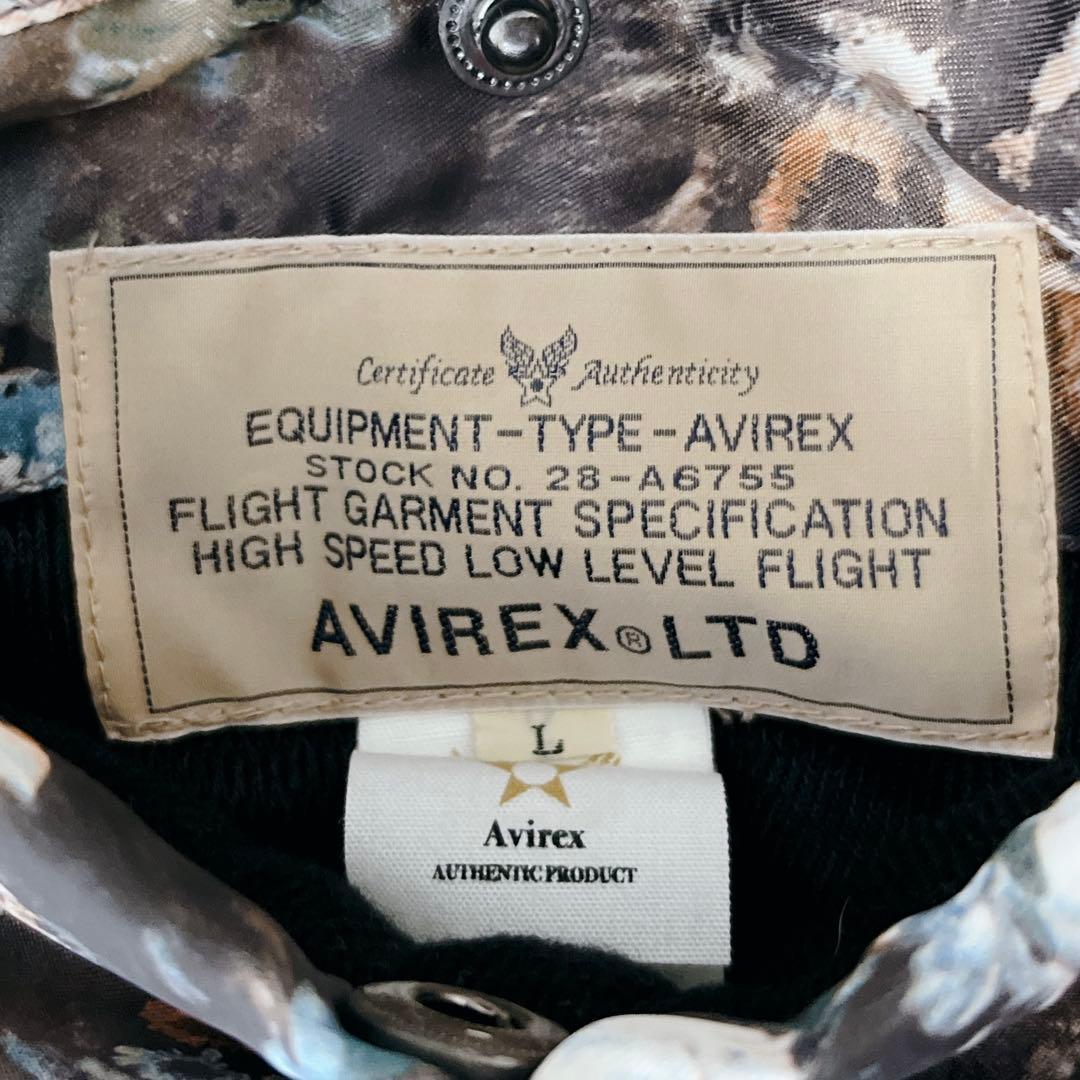 Certificate Authenticity
EQUIPMENT-TYPE-AVIREX
STOCK NO. 28-A6755
FLIGHT GARMENT SPECIFICATION
HIGH SPEED LOW LEVEL FLIGHT
AVIREX® LTD
L
Avirex
AUTHENTIC PRODUCT